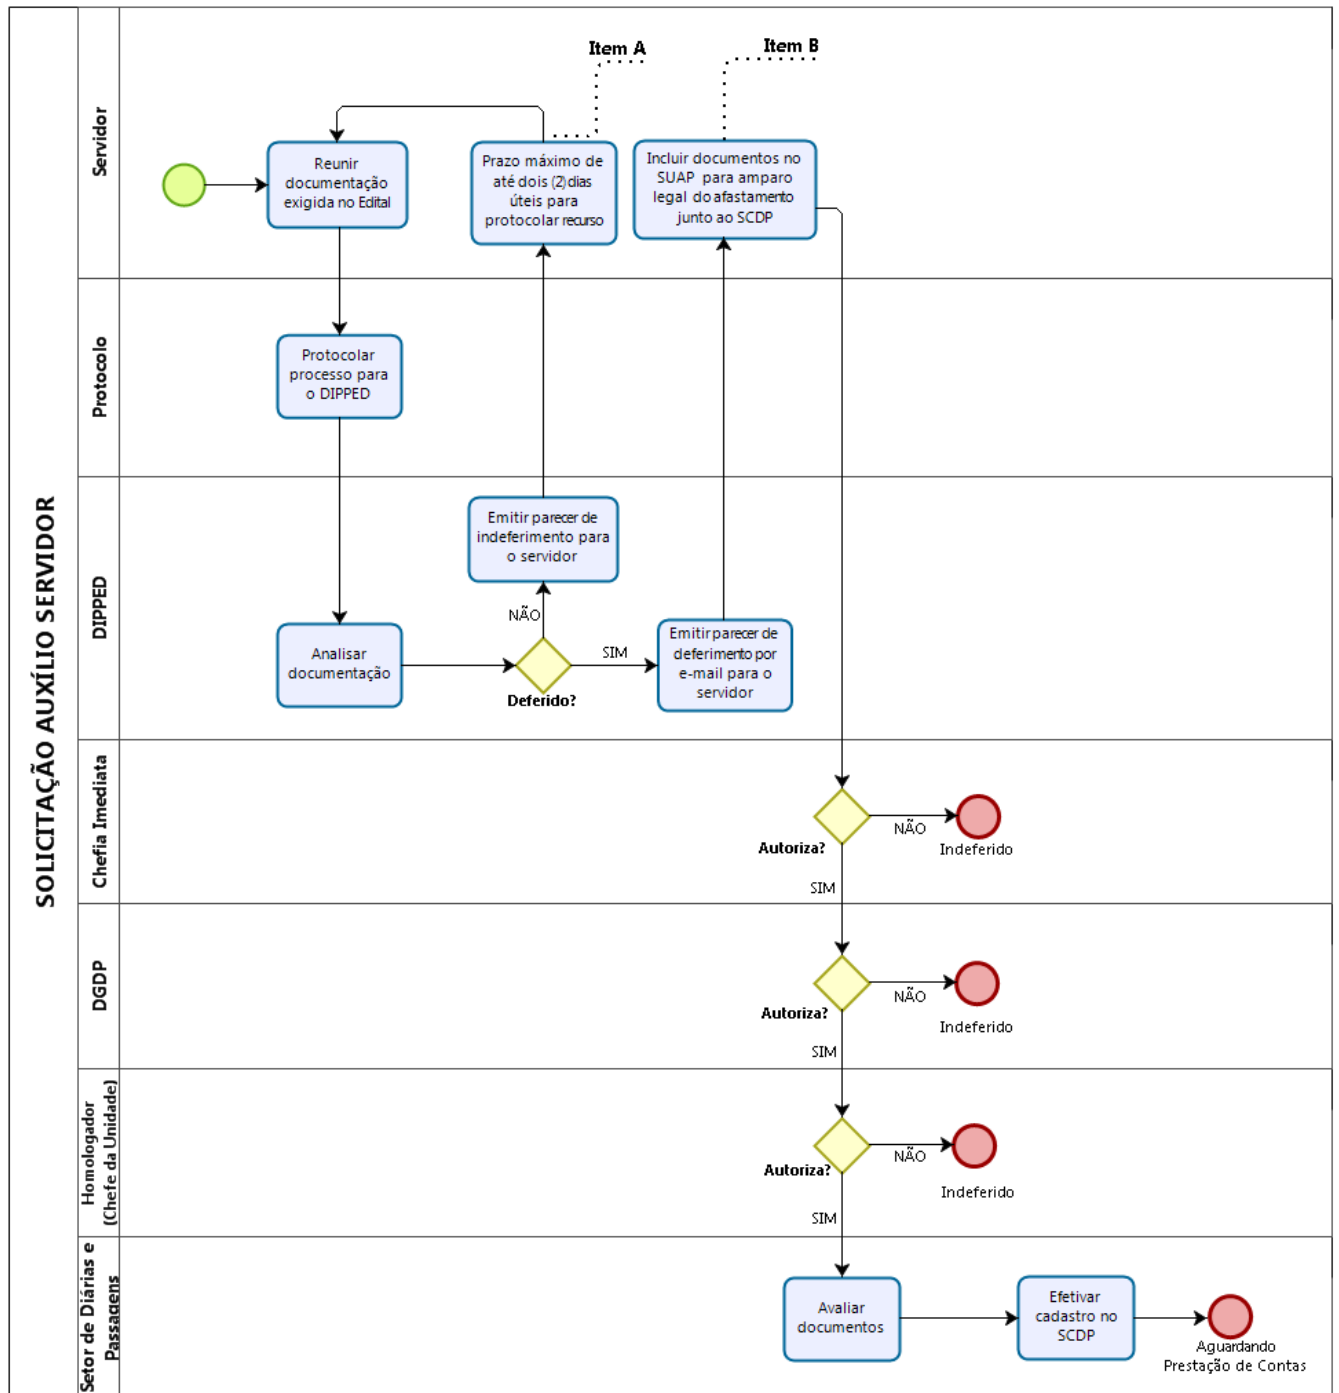 SOLICITAÇÃO AUXÍLIO SERVIDOR
Servidor
Item A
Item B
Reunir
documentação
exigida no Edital
Prazo máximo de
até dois (2)dias
úteis para
protocolar recurso
Incluir documentos no
SUAP para amparo
legal do afastamento
junto ao SCDP
Protocolo
Protocolar
processo para
o DIPPED
DIPPED
Emitir parecer de
indeferimento para
o servidor
NÃO
Analisar
documentação
Deferido?
SIM
Emitir parecer de
deferimento por
e-mail para o
servidor
Chefia Imediata
Autoriza?
NÃO
Indeferido
SIM
DGDP
Autoriza?
NÃO
Indeferido
SIM
Homologador
(Chefe da Unidade)
Autoriza?
NÃO
Indeferido
SIM
Setor de Diárias e
Passagens
Avaliar
documentos
Efetivar
cadastro no
SCDP
Aguardando
Prestação de Contas